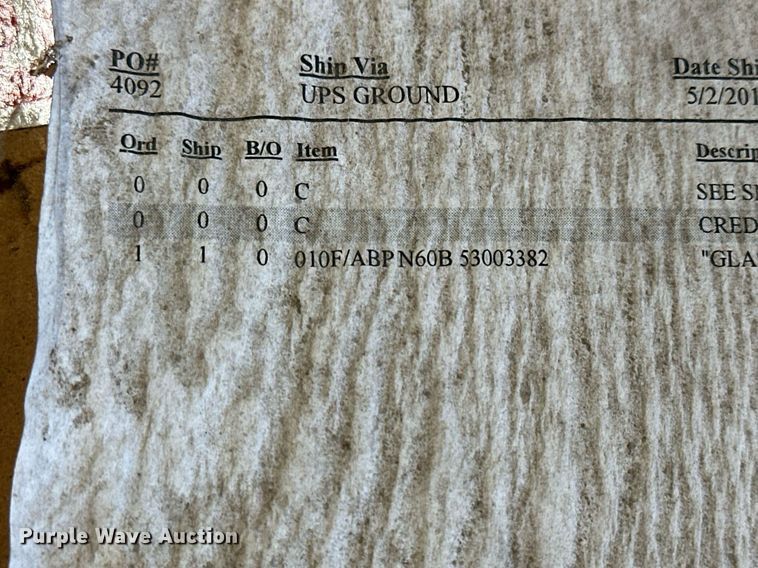 PO# Ship Via Date Shi
4092 UPS GROUND 5/2/201
Ord Ship B/O Item Descrip
0 0 0 C SEE S
0 0 0 C CRED
1 1 0 010F/ABP N60B 53003382 "GLA
Purple Wave Auction